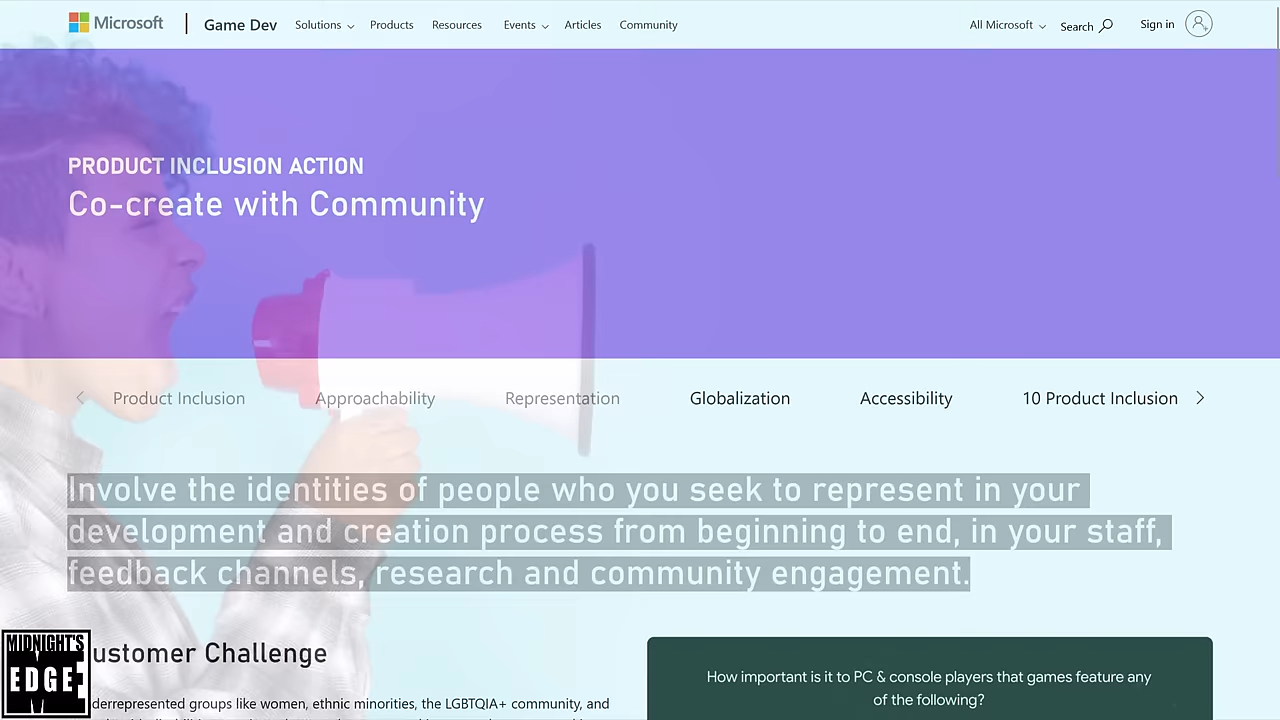 Microsoft
Game Dev
Solutions
Products
Resources
Events
Articles
Community
All Microsoft
Search
Sign in
PRODUCT INCLUSION ACTION
Co-create with Community
Product Inclusion
Approachability
Representation
Globalization
Accessibility
10 Product Inclusion
Involve the identities of people who you seek to represent in your
development and creation process from beginning to end, in your staff,
feedback channels, research and community engagement.
ustomer Challenge
derrepresented groups like women, ethnic minorities, the LGBTQIA+ community, and
How important is it to PC & console players that games feature any
of the following?
MIDNIGHT'S
EDGE